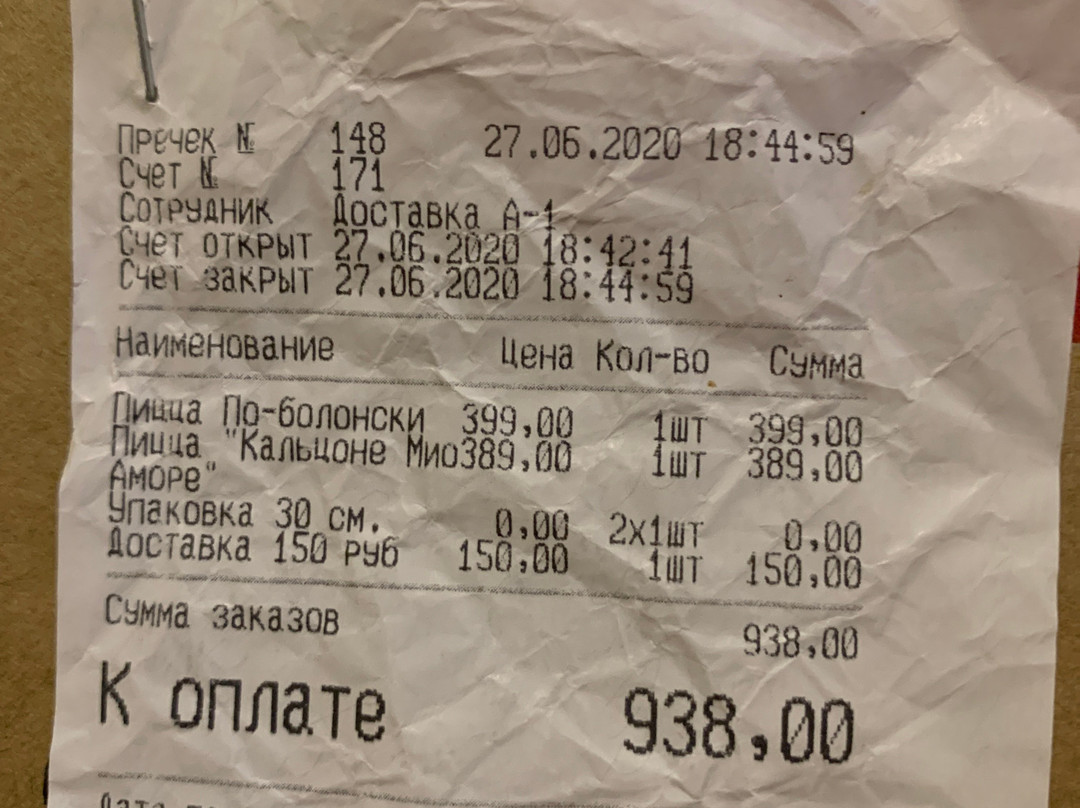 Пречек № 148 27.06.2020 18:44:59
Счет № 171
Сотрудник Доставка А-1
Счет открыт 27.06.2020 18:42:41
Счет закрыт 27.06.2020 18:44:59
Наименование Цена Кол-во Сумма
Пицца По-болонски 399,00 1шт 399,00
Пицца "Кальцоне Мио389,00 1шт 389,00
Аморе"
Упаковка 30 см. 0,00 2х1шт 0,00
Доставка 150 руб 150,00 1шт 150,00
Сумма заказов 938,00
К оплате 938,00
Дата